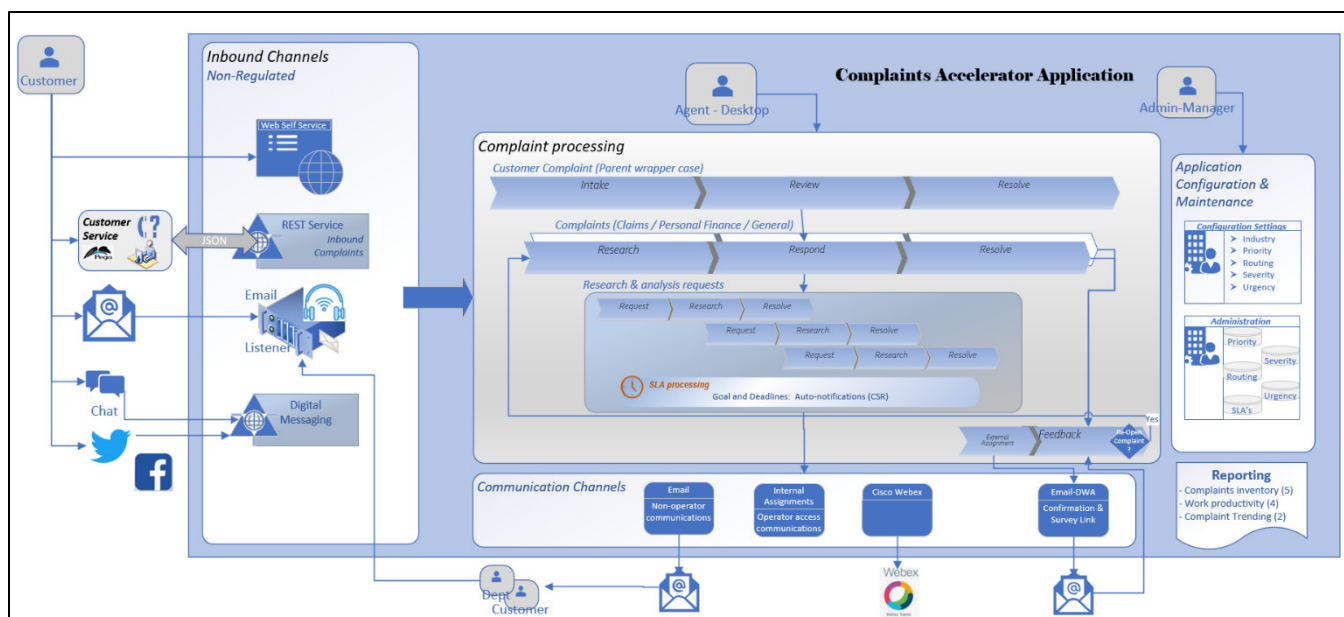 Customer
Inbound Channels
Non-Regulated
Web Self Service
Customer
Service
Pega
JSON
REST Service
Inbound
Complaints
Email
Listener
Chat
Digital
Messaging
Complaints Accelerator Application
Agent - Desktop
Admin-Manager
Complaint processing
Customer Complaint (Parent wrapper case)
Intake
Review
Resolve
Complaints (Claims / Personal Finance / General)
Research
Respond
Resolve
Research & analysis requests
Request
Research
Resolve
Request
Research
Resolve
Request
Research
Resolve
SLA processing
Goal and Deadlines: Auto-notifications (CSR)
External
Assignment
Feedback
Re-Open
Complaint
?
Yes
Application
Configuration &
Maintenance
Configuration Settings
Industry
Priority
Routing
Severity
Urgency
Administration
Priority
Severity
Routing
Urgency
SLA's
Reporting
- Complaints inventory (5)
- Work productivity (4)
- Complaint Trending (2)
Communication Channels
Email
Non-operator
communications
Internal
Assignments
Operator access
communications
Cisco Webex
Email-DWA
Confirmation &
Survey Link
Dept
Customer
Webex